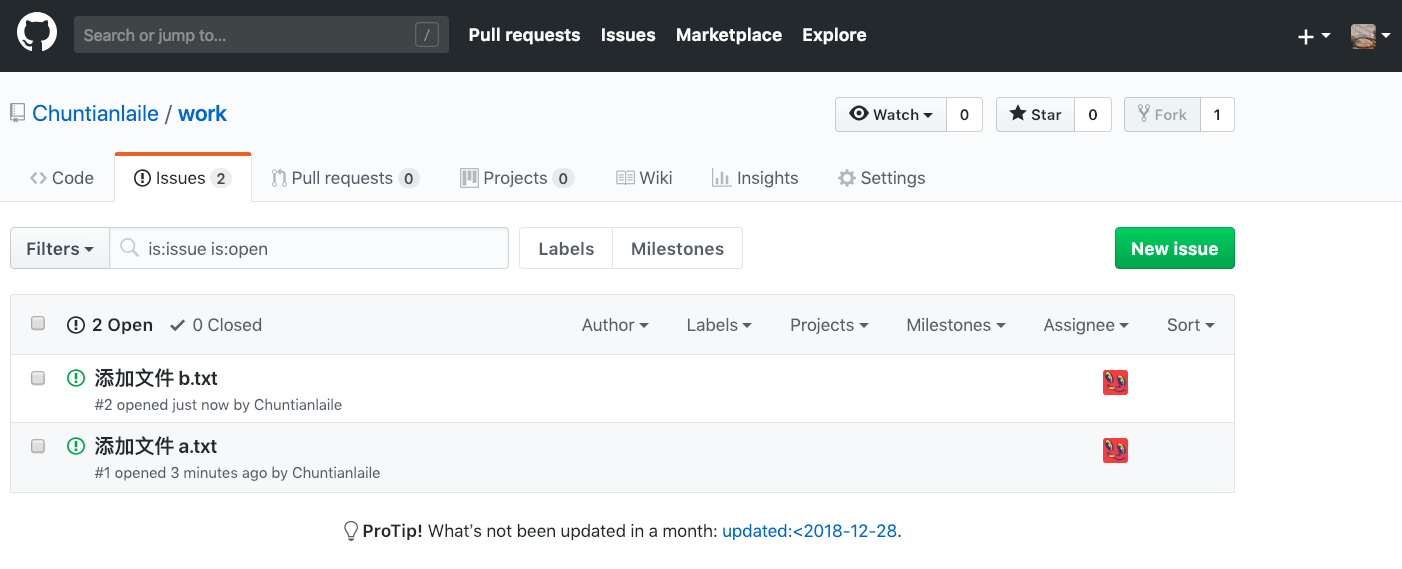 Search or jump to... /
Pull requests Issues Marketplace Explore
Chuntianlaile / work
Watch 0 Star 0 Fork 1
Code Issues 2 Pull requests 0 Projects 0 Wiki Insights Settings
Filters is:issue is:open Labels Milestones New issue
2 Open 0 Closed Author Labels Projects Milestones Assignee Sort
添加文件 b.txt
#2 opened just now by Chuntianlaile
添加文件 a.txt
#1 opened 3 minutes ago by Chuntianlaile
ProTip! What’s not been updated in a month: updated:<2018-12-28.